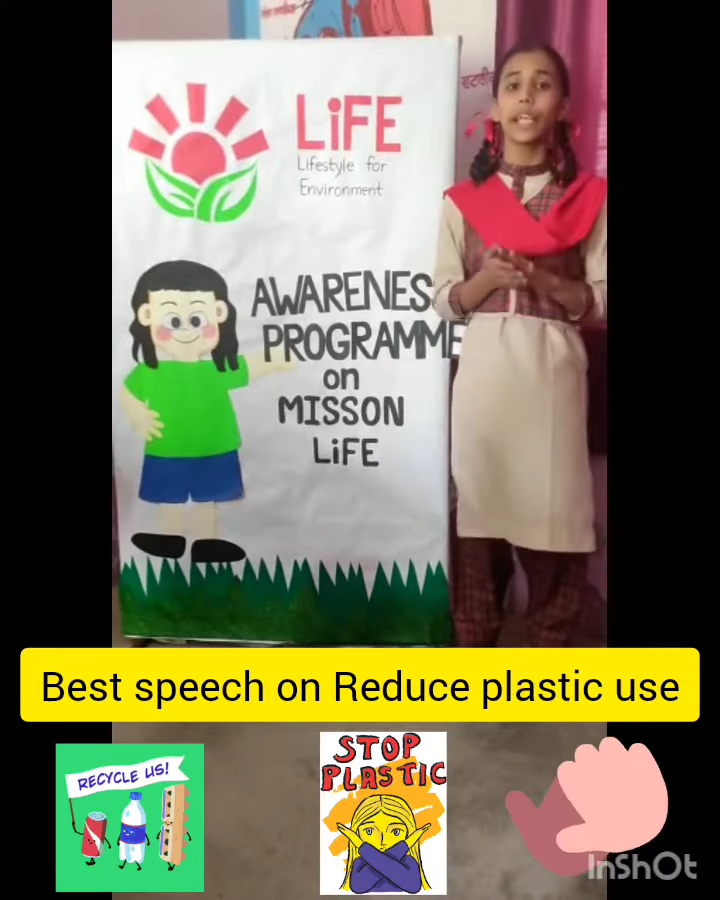 LiFE
Lifestyle for
Environment
AWARENES
PROGRAMME
on
MISSON
LiFE
Best speech on Reduce plastic use
RECYCLE US!
STOP
PLASTIC
InShOt